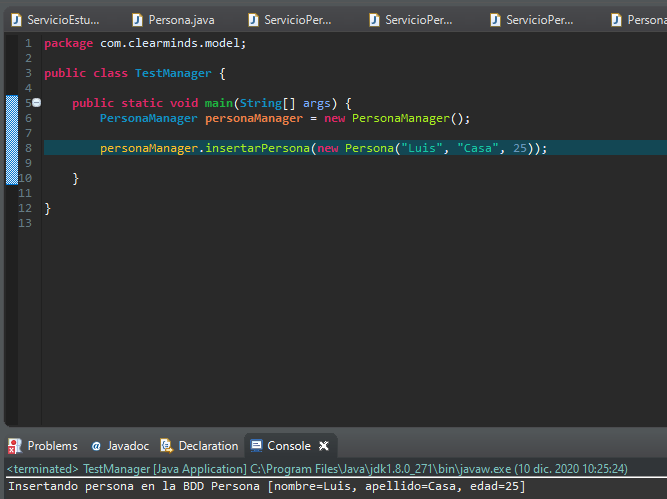 ServicioEstu... Persona.java ServicioPer... ServicioPer... ServicioPer... Persona
1 package com.clearminds.model;
2
3 public class TestManager {
4
5 public static void main(String[] args) {
6 PersonaManager personaManager = new PersonaManager();
7
8 personaManager.insertarPersona(new Persona("Luis", "Casa", 25));
9
10 }
11
12 }
13
Problems @ Javadoc Declaration Console
<terminated> TestManager [Java Application] C:\Program Files\Java\jdk1.8.0_271\bin\javaw.exe (10 dic. 2020 10:25:24)
Insertando persona en la BDD Persona [nombre=Luis, apellido=Casa, edad=25]